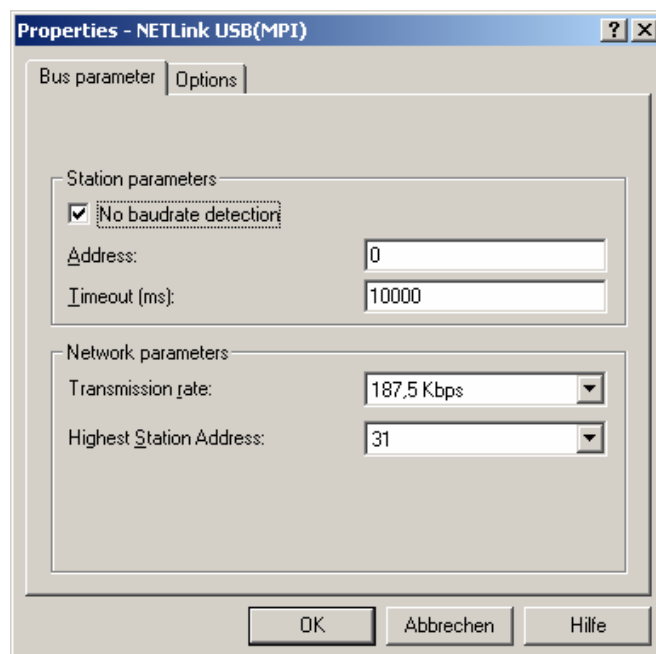 Properties - NETLink USB(MPI)
Bus parameter Options
Station parameters
No baudrate detection
Address: 0
Timeout (ms): 10000
Network parameters
Transmission rate: 187,5 Kbps
Highest Station Address: 31
OK Abbrechen Hilfe